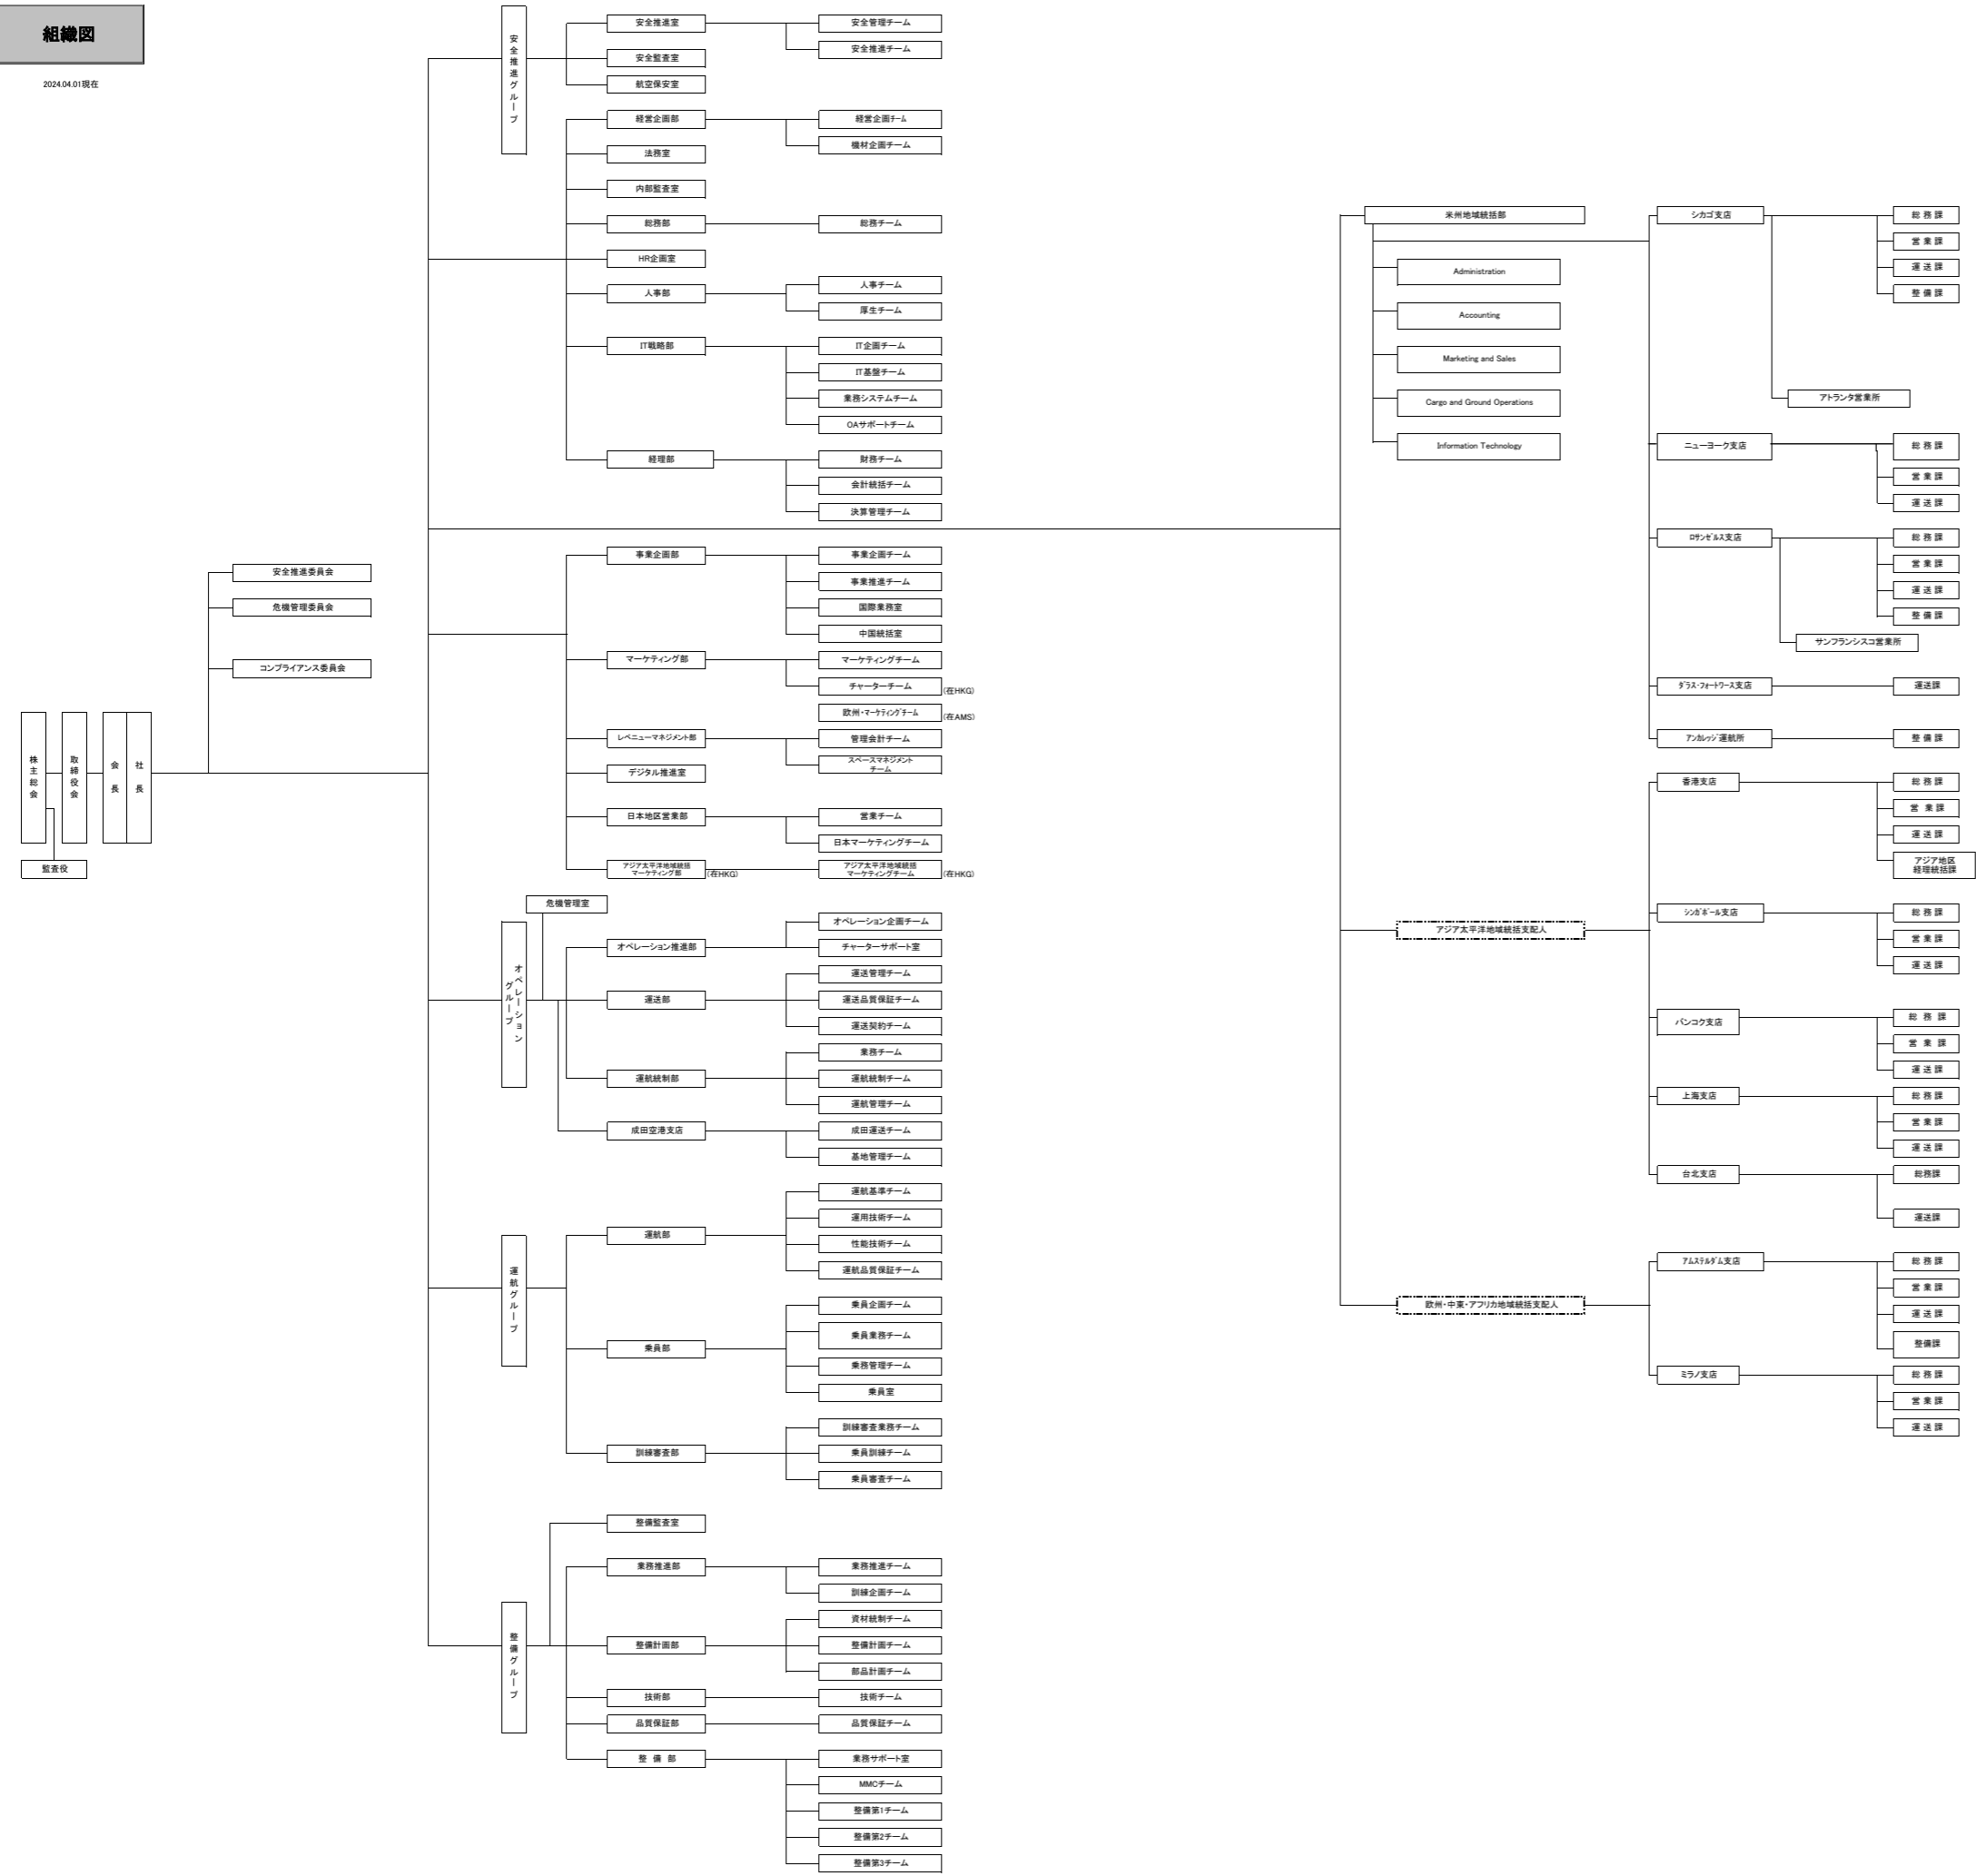 組織図
2024.04.01現在
株主総会
監査役
取締役会
会長
社長
安全推進委員会
危機管理委員会
コンプライアンス委員会
安全推進グループ
安全推進室
安全管理チーム
安全推進チーム
安全監査室
航空保安室
経営企画部
経営企画チーム
機材企画チーム
法務室
内部監査室
総務部
総務チーム
HR企画室
人事部
人事チーム
厚生チーム
IT戦略部
IT企画チーム
IT基盤チーム
業務システムチーム
OAサポートチーム
経理部
財務チーム
会計統括チーム
決算管理チーム
事業企画部
事業企画チーム
事業推進チーム
国際業務室
中国統括室
マーケティング部
マーケティングチーム
チャーターチーム
(在HKG)
欧州・マーケティングチーム
(在AMS)
レベニューマネジメント部
管理会計チーム
スペースマネジメント
チーム
デジタル推進室
日本地区営業部
営業チーム
日本マーケティングチーム
アジア太平洋地域統括
マーケティング部
(在HKG)
アジア太平洋地域統括
マーケティングチーム
(在HKG)
オペレーション
グループ
危機管理室
オペレーション推進部
オペレーション企画チーム
チャーターサポート室
運送部
運送管理チーム
運送品質保証チーム
運送契約チーム
運航統制部
業務チーム
運航統制チーム
運航管理チーム
成田空港支店
成田運送チーム
基地管理チーム
運航グループ
運航部
運航基準チーム
運用技術チーム
性能技術チーム
運航品質保証チーム
乗員部
乗員企画チーム
乗員業務チーム
乗務管理チーム
乗員室
訓練審査部
訓練審査業務チーム
乗員訓練チーム
乗員審査チーム
整備グループ
整備監査室
業務推進部
業務推進チーム
訓練企画チーム
整備計画部
資材統制チーム
整備計画チーム
部品計画チーム
技術部
技術チーム
品質保証部
品質保証チーム
整 備 部
業務サポート室
MMCチーム
整備第1チーム
整備第2チーム
整備第3チーム
米州地域統括部
Administration
Accounting
Marketing and Sales
Cargo and Ground Operations
Information Technology
シカゴ支店
総 務 課
営 業 課
運 送 課
整 備 課
アトランタ営業所
ニューヨーク支店
総 務 課
営 業 課
運 送 課
ロサンゼルス支店
総 務 課
営 業 課
運 送 課
整 備 課
サンフランシスコ営業所
ダラス・フォートワース支店
運送課
アンカレッジ運航所
整 備 課
アジア太平洋地域統括支配人
香港支店
総 務 課
営 業 課
運 送 課
アジア地区
経理統括課
シンガポール支店
総 務 課
営 業 課
運 送 課
バンコク支店
総 務 課
営 業 課
運 送 課
上海支店
総 務 課
営 業 課
運 送 課
台北支店
総務課
運送課
欧州・中東・アフリカ地域統括支配人
アムステルダム支店
総 務 課
営 業 課
運 送 課
整備課
ミラノ支店
総 務 課
営 業 課
運 送 課